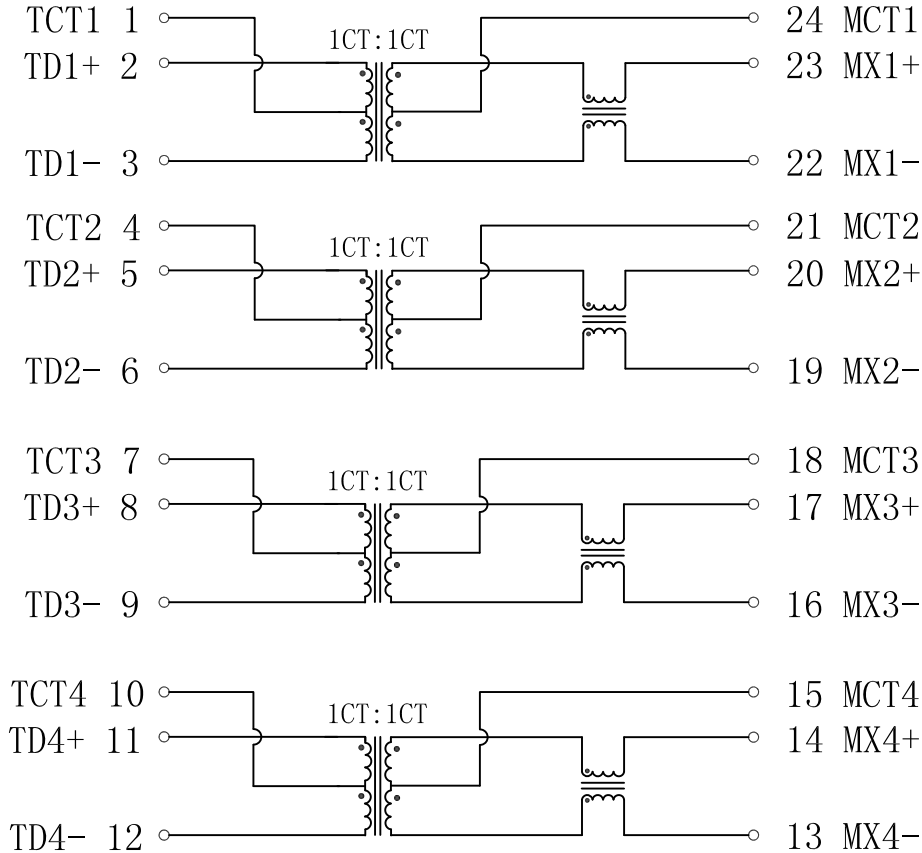 TCT1 1 24 MCT1
1CT:1CT
TD1+ 2 23 MX1+
TD1- 3 22 MX1-
TCT2 4 21 MCT2
1CT:1CT
TD2+ 5 20 MX2+
TD2- 6 19 MX2-
TCT3 7 18 MCT3
1CT:1CT
TD3+ 8 17 MX3+
TD3- 9 16 MX3-
TCT4 10 15 MCT4
1CT:1CT
TD4+ 11 14 MX4+
TD4- 12 13 MX4-